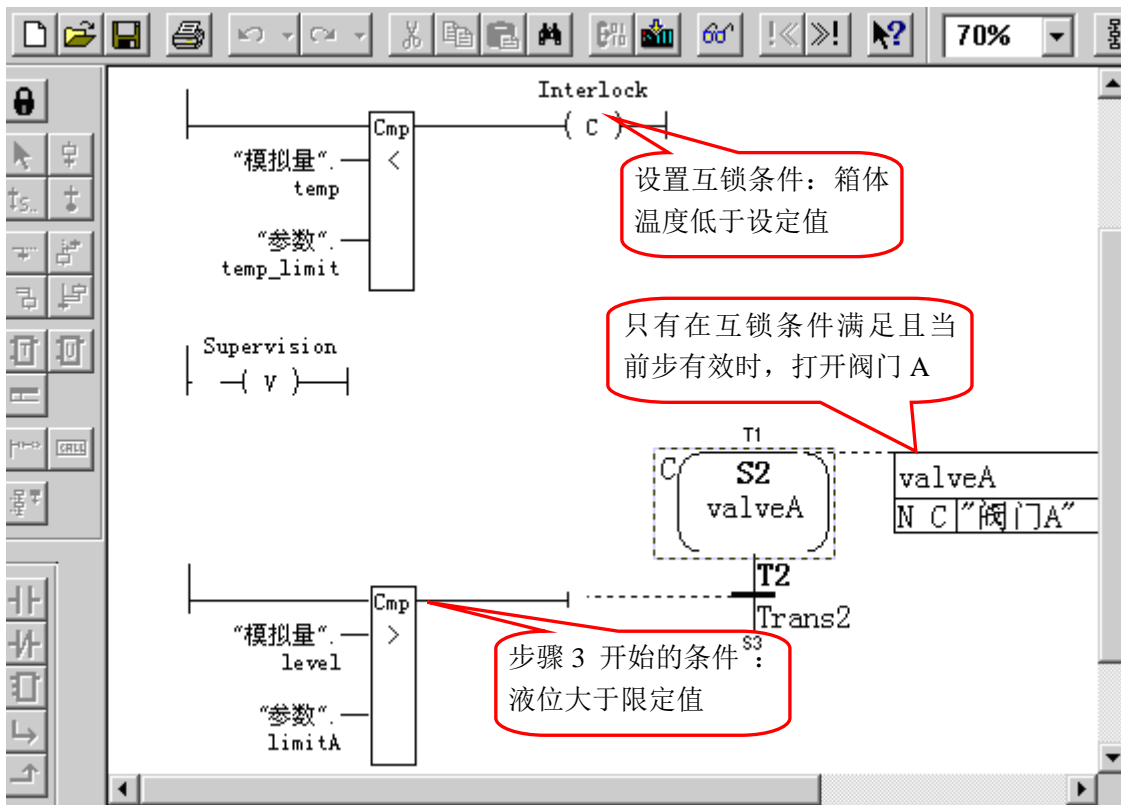 70%
Interlock
Cmp
( C )
"模拟量".
<
temp
"参数".
temp_limit
设置互锁条件：箱体
温度低于设定值
只有在互锁条件满足且当
前步有效时，打开阀门 A
Supervision
( V )
T1
C
S2
valveA
valveA
N C "阀门A"
T2
Trans2
S3
Cmp
"模拟量".
>
level
"参数".
limitA
步骤 3 开始的条件：
液位大于限定值